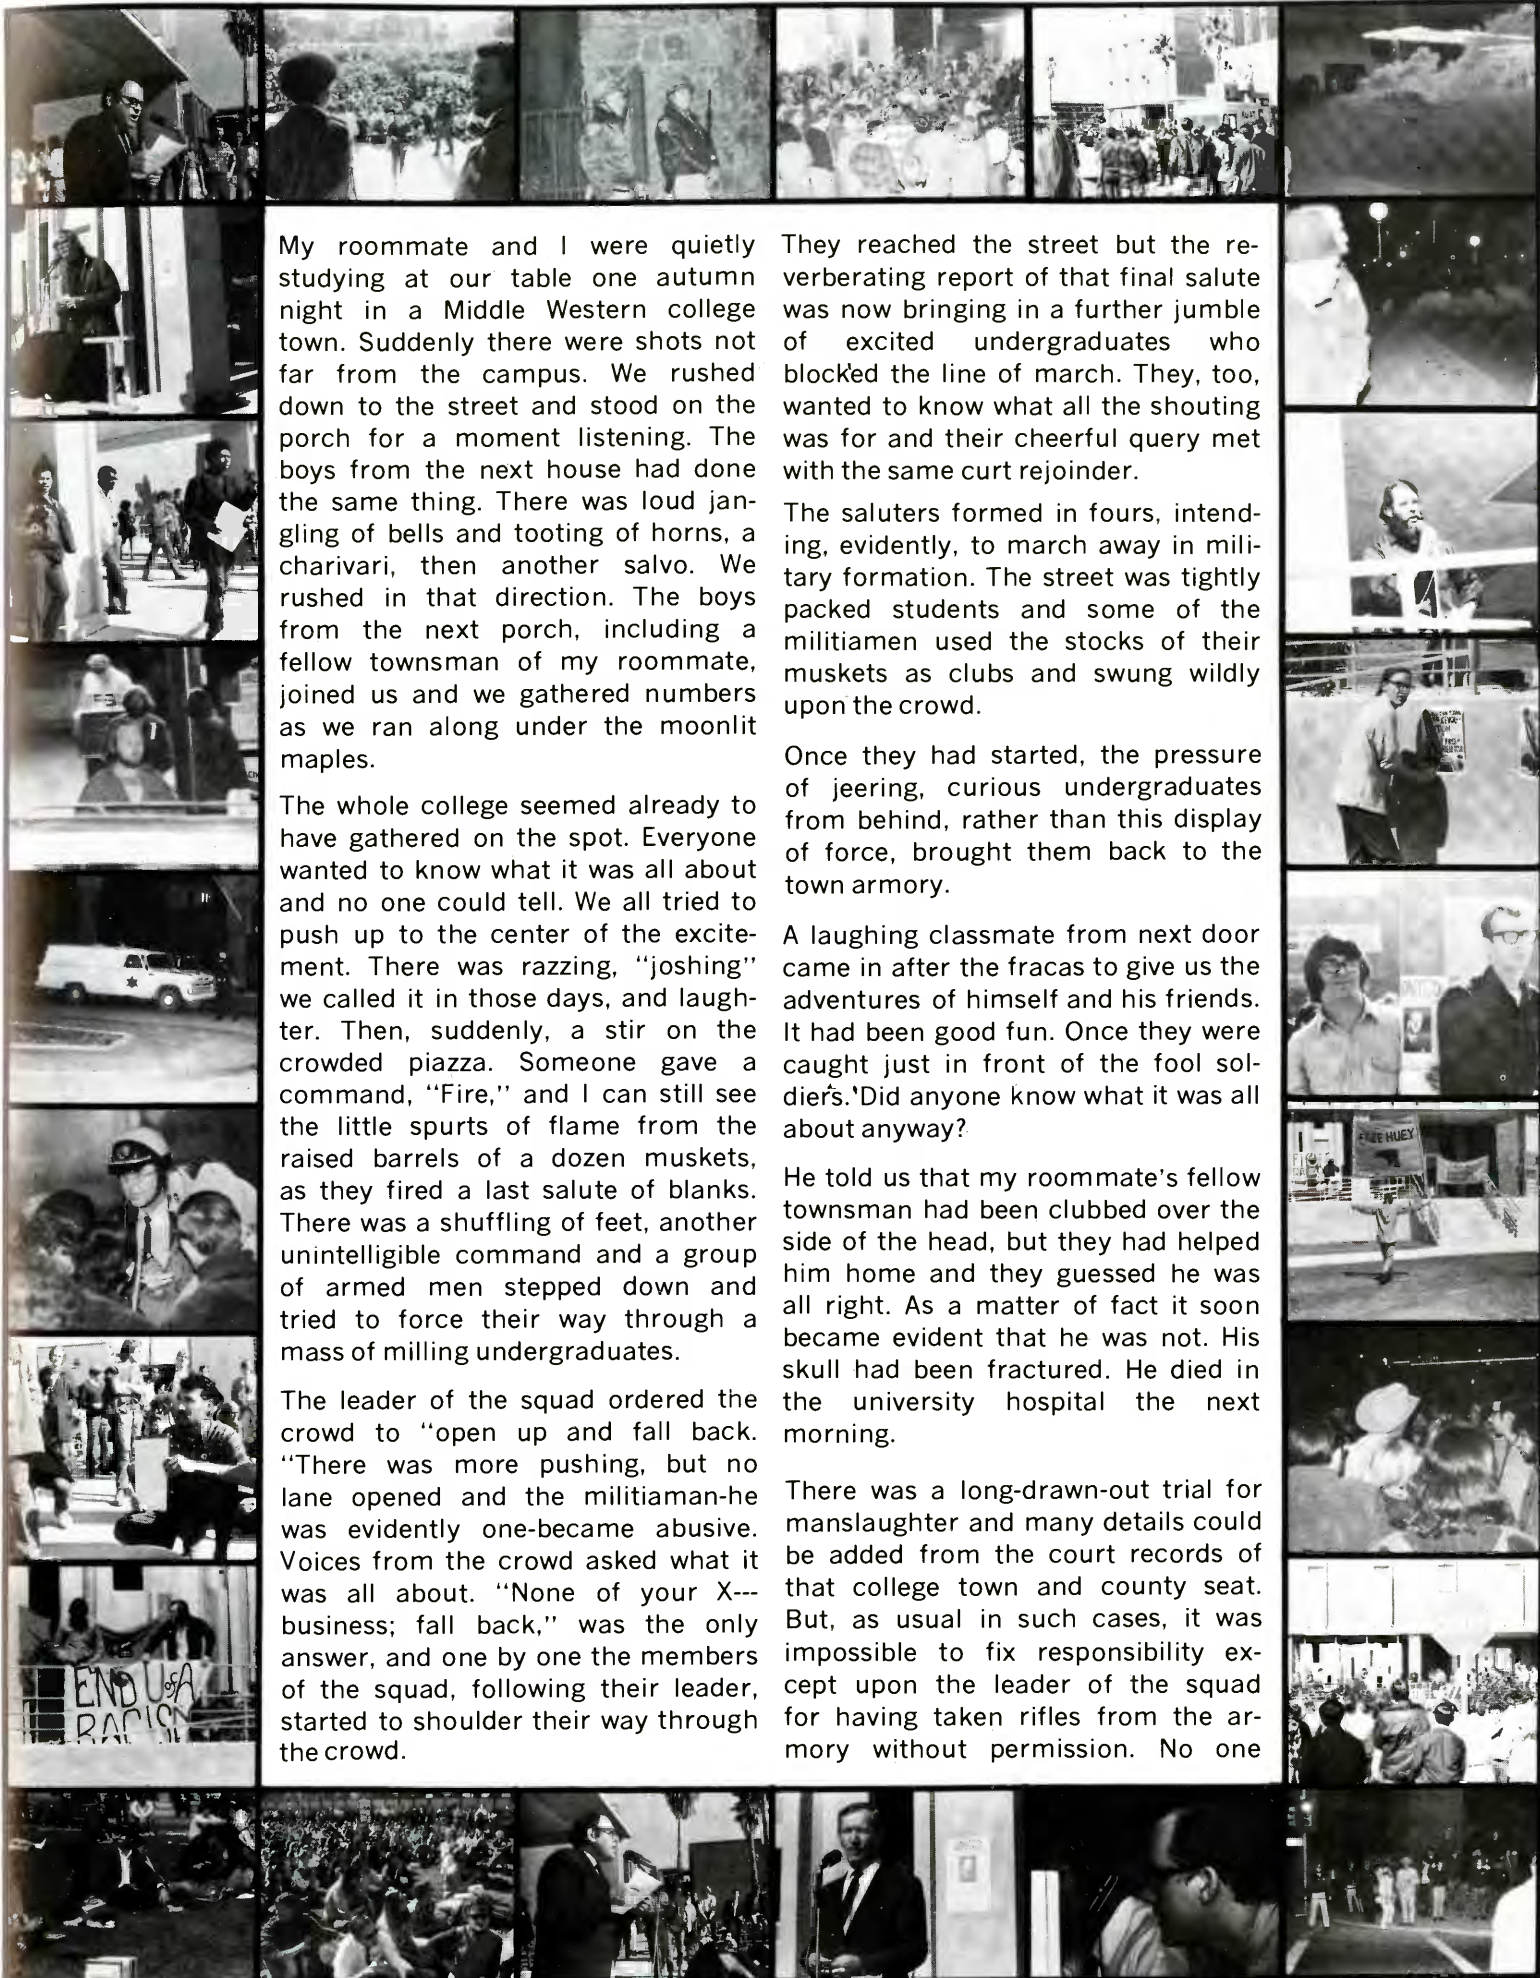 My roommate and I were quietly
studying at our table one autumn
night in a Middle Western college
town. Suddenly there were shots not
far from the campus. We rushed
down to the street and stood on the
porch for a moment listening. The
boys from the next house had done
the same thing. There was loud jan-
gling of bells and tooting of horns, a
charivari, then another salvo. We
rushed in that direction. The boys
from the next porch, including a
fellow townsman of my roommate,
joined us and we gathered numbers
as we ran along under the moonlit
maples.
The whole college seemed already to
have gathered on the spot. Everyone
wanted to know what it was all about
and no one could tell. We all tried to
push up to the center of the excite-
ment. There was razzing, "joshing"
we called it in those days, and laugh-
ter. Then, suddenly, a stir on the
crowded piazza. Someone gave a
command, "Fire," and I can still see
the little spurts of flame from the
raised barrels of a dozen muskets,
as they fired a last salute of blanks.
There was a shuffling of feet, another
unintelligible command and a group
of armed men stepped down and
tried to force their way through a
mass of milling undergraduates.
The leader of the squad ordered the
crowd to "open up and fall back.
"There was more pushing, but no
lane opened and the militiaman-he
was evidently one-became abusive.
Voices from the crowd asked what it
was all about. "None of your X---
business; fall back," was the only
answer, and one by one the members
of the squad, following their leader,
started to shoulder their way through
the crowd.
They reached the street but the re-
verberating report of that final salute
was now bringing in a further jumble
of excited undergraduates who
block'ed the line of march. They, too,
wanted to know what all the shouting
was for and their cheerful query met
with the same curt rejoinder.
The saluters formed in fours, intend-
ing, evidently, to march away in mili-
tary formation. The street was tightly
packed students and some of the
militiamen used the stocks of their
muskets as clubs and swung wildly
upon the crowd.
Once they had started, the pressure
of jeering, curious undergraduates
from behind, rather than this display
of force, brought them back to the
town armory.
A laughing classmate from next door
came in after the fracas to give us the
adventures of himself and his friends.
It had been good fun. Once they were
caught just in front of the fool sol-
diers.'Did anyone know what it was all
about anyway?
He told us that my roommate's fellow
townsman had been clubbed over the
side of the head, but they had helped
him home and they guessed he was
all right. As a matter of fact it soon
became evident that he was not. His
skull had been fractured. He died in
the university hospital the next
morning.
There was a long-drawn-out trial for
manslaughter and many details could
be added from the court records of
that college town and county seat.
But, as usual in such cases, it was
impossible to fix responsibility ex-
cept upon the leader of the squad
for having taken rifles from the ar-
mory without permission. No one
FREE HUEY
END U of A
RACISM